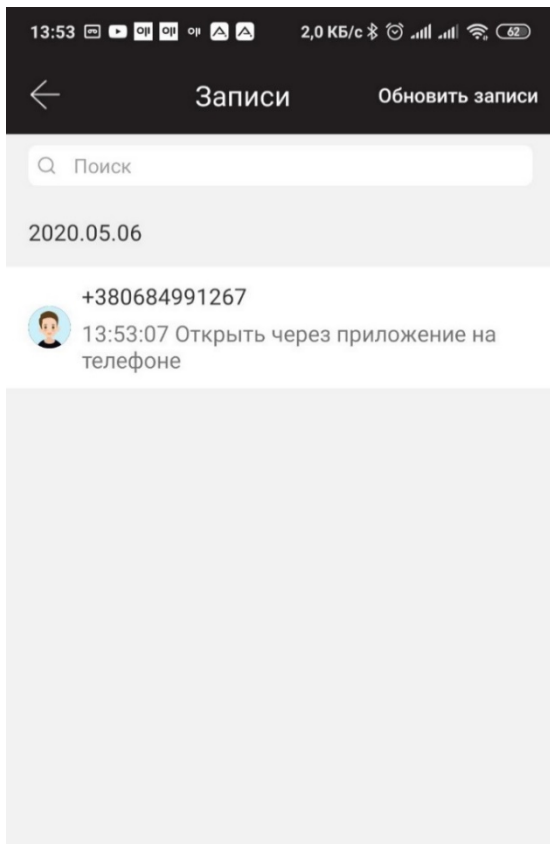 13:53 2,0 КБ/с 62
Записи Обновить записи
Поиск
2020.05.06
+380684991267
13:53:07 Открыть через приложение на
телефоне